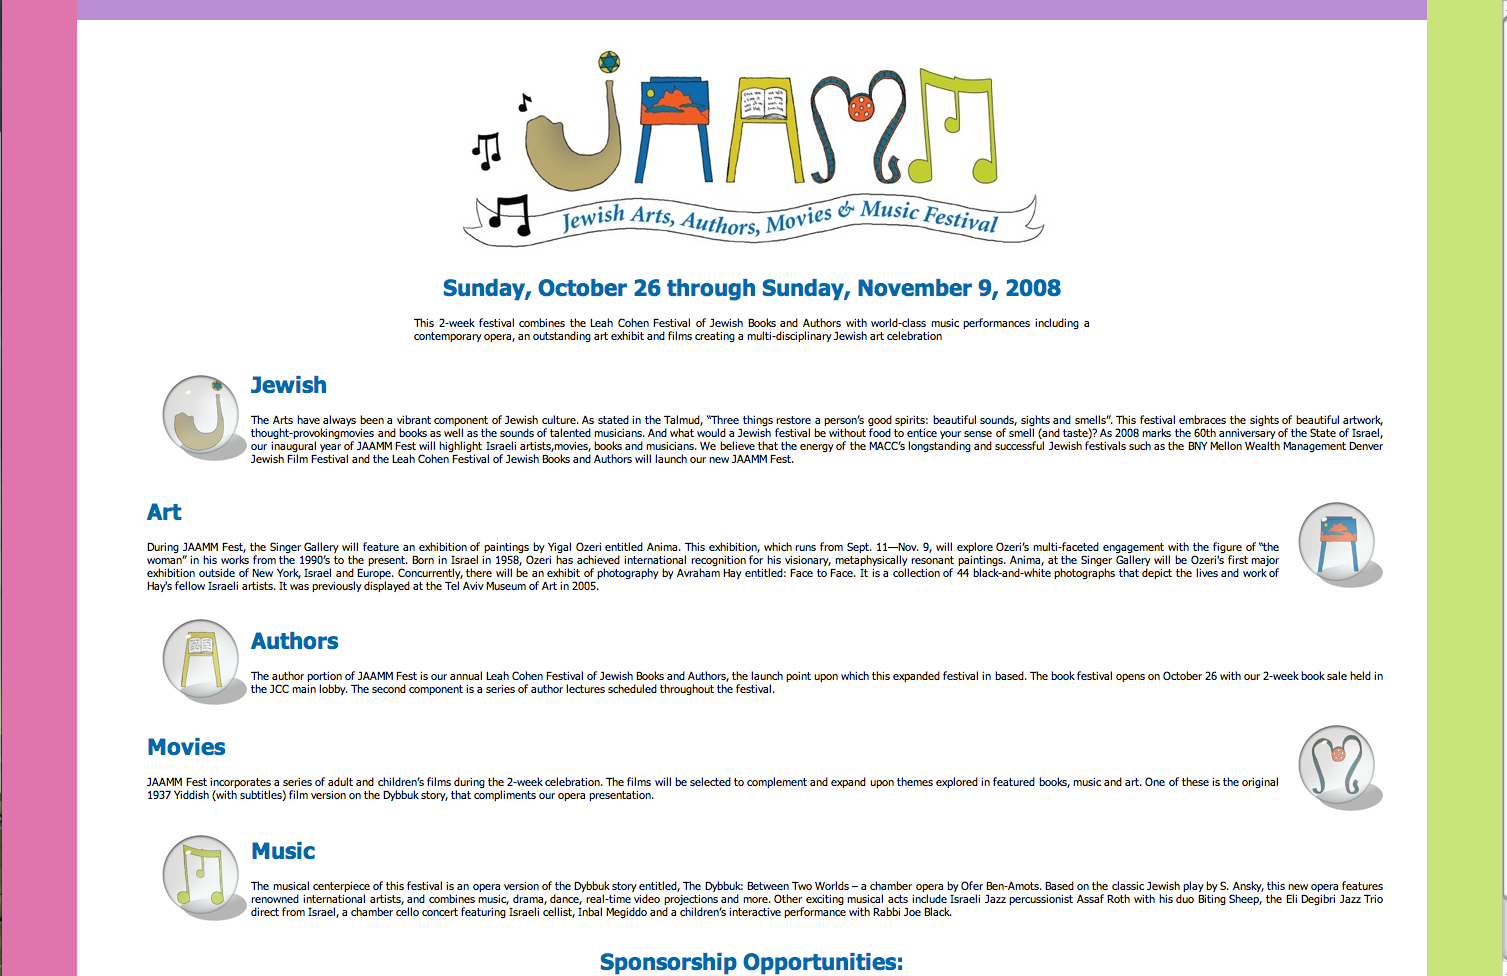 JAAMM
Jewish Arts, Authors, Movies & Music Festival
Sunday, October 26 through Sunday, November 9, 2008
This 2-week festival combines the Leah Cohen Festival of Jewish Books and Authors with world-class music performances including a
contemporary opera, an outstanding art exhibit and films creating a multi-disciplinary Jewish art celebration
Jewish
The Arts have always been a vibrant component of Jewish culture. As stated in the Talmud, “Three things restore a person’s good spirits: beautiful sounds, sights and smells”. This festival embraces the sights of beautiful artwork,
thought-provokingmovies and books as well as the sounds of talented musicians. And what would a Jewish festival be without food to entice your sense of smell (and taste)? As 2008 marks the 60th anniversary of the State of Israel,
our inaugural year of JAAMM Fest will highlight Israeli artists,movies, books and musicians. We believe that the energy of the MACC’s longstanding and successful Jewish festivals such as the BNY Mellon Wealth Management Denver
Jewish Film Festival and the Leah Cohen Festival of Jewish Books and Authors will launch our new JAAMM Fest.
Art
During JAAMM Fest, the Singer Gallery will feature an exhibition of paintings by Yigal Ozeri entitled Anima. This exhibition, which runs from Sept. 11—Nov. 9, will explore Ozeri’s multi-faceted engagement with the figure of “the
woman” in his works from the 1990’s to the present. Born in Israel in 1958, Ozeri has achieved international recognition for his visionary, metaphysically resonant paintings. Anima, at the Singer Gallery will be Ozeri’s first major
exhibition outside of New York, Israel and Europe. Concurrently, there will be an exhibit of photography by Avraham Hay entitled: Face to Face. It is a collection of 44 black-and-white photographs that depict the lives and work of
Hay’s fellow Israeli artists. It was previously displayed at the Tel Aviv Museum of Art in 2005.
Authors
The author portion of JAAMM Fest is our annual Leah Cohen Festival of Jewish Books and Authors, the launch point upon which this expanded festival in based. The book festival opens on October 26 with our 2-week book sale held in
the JCC main lobby. The second component is a series of author lectures scheduled throughout the festival.
Movies
JAAMM Fest incorporates a series of adult and children’s films during the 2-week celebration. The films will be selected to complement and expand upon themes explored in featured books, music and art. One of these is the original
1937 Yiddish (with subtitles) film version on the Dybbuk story, that compliments our opera presentation.
Music
The musical centerpiece of this festival is an opera version of the Dybbuk story entitled, The Dybbuk: Between Two Worlds – a chamber opera by Ofer Ben-Amots. Based on the classic Jewish play by S. Ansky, this new opera features
renowned international artists, and combines music, drama, dance, real-time video projections and more. Other exciting musical acts include Israeli Jazz percussionist Assaf Roth with his duo Biting Sheep, the Eli Degibri Jazz Trio
direct from Israel, a chamber cello concert featuring Israeli cellist, Inbal Megiddo and a children’s interactive performance with Rabbi Joe Black.
Sponsorship Opportunities: